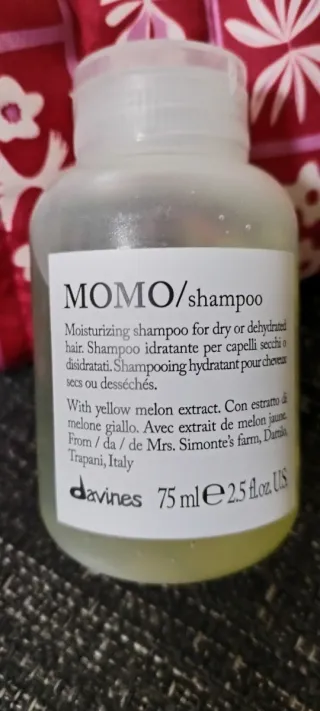 MOMO/shampoo
Moisturizing shampoo for dry or dehydrated
hair. Shampoo idratante per capelli secchi o
disidratati. Shampooing hydratant pour cheveux
secs ou desséchés.
With yellow melon extract. Con estratto di
melone giallo. Avec extrait de melon jaune.
From / da / de Mrs. Simonte's farm, Dattilo,
Trapani, Italy
davines 75 ml ℮ 2.5 fl.oz. U.S.